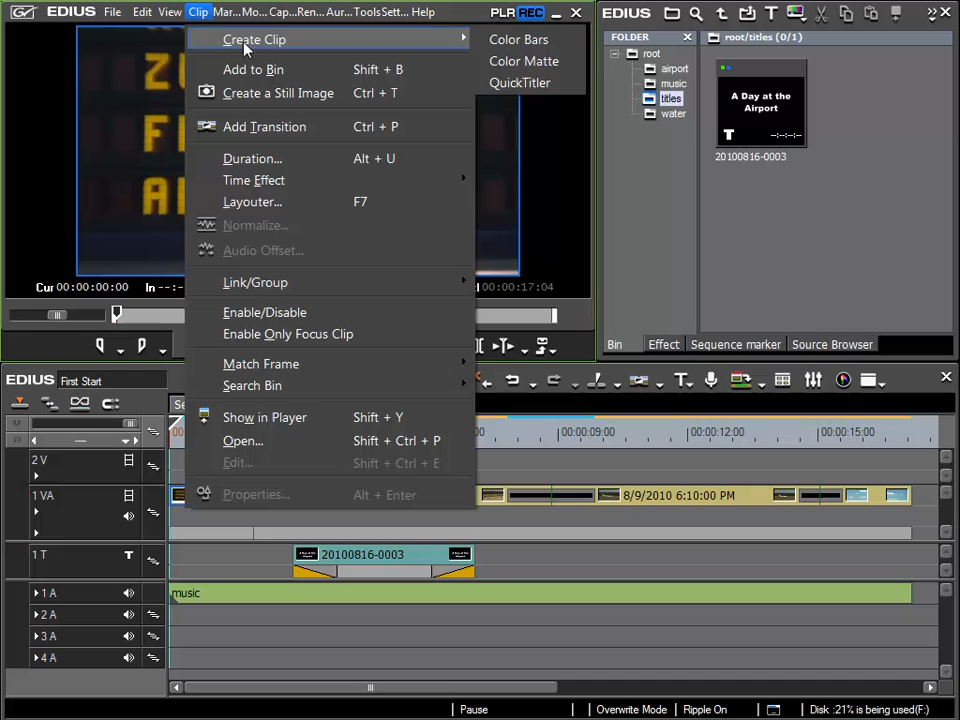 File Edit View Clip Mar... Mo... Cap... Ren... Aur... Tools Sett... Help PLR REC
EDIUS
Create Clip
Add to Bin Shift + B
Create a Still Image Ctrl + T
Add Transition Ctrl + P
Duration... Alt + U
Time Effect
Layouter... F7
Normalize...
Audio Offset...
Link/Group
Enable/Disable
Enable Only Focus Clip
Match Frame
Search Bin
Show in Player Shift + Y
Open... Shift + Ctrl + P
Edit... Shift + Ctrl + E
Properties... Alt + Enter
Color Bars
Color Matte
QuickTitler
FOLDER
root
airport
music
titles
water
root/titles (0/1)
A Day at the
Airport
T --:--:--
20100816-0003
Bin Effect Sequence marker Source Browser
Cur 00:00:00:00 In --:
00:00:17:04
EDIUS First Start
Se
00:00:09:00 00:00:12:00 00:00:15:00
2 V
1 VA 8/9/2010 6:10:00 PM
1 T T 20100816-0003
1 A music
2 A
3 A
4 A
Pause Overwrite Mode Ripple On Disk :21% is being used(F:)